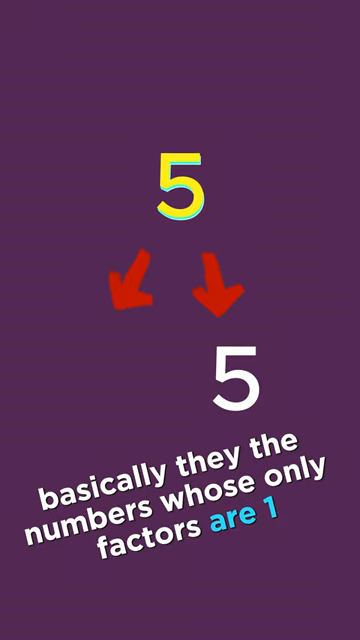 5
5
basically they the
numbers whose only
factors are 1